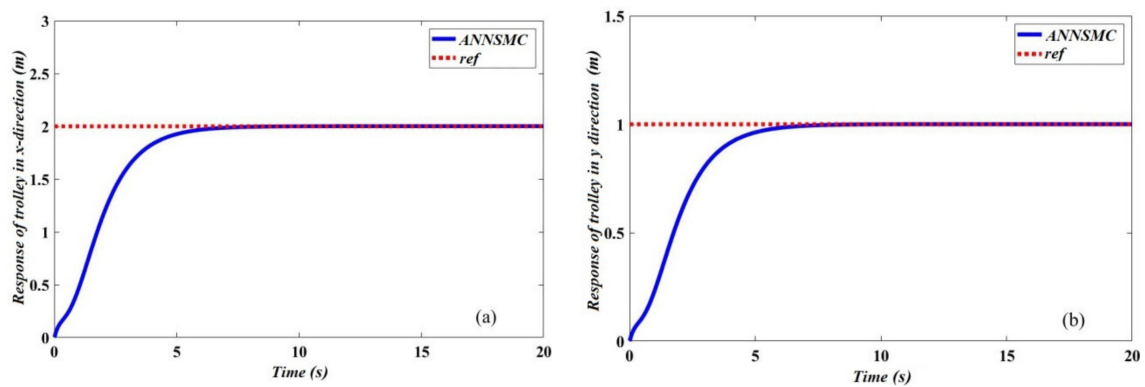 3
2.5
2
1.5
1
0.5
0
0
5
10
15
20
Response of trolley in x-direction (m)
Time (s)
ANNSMC
ref
(a)
1.5
1
0.5
0
0
5
10
15
20
Response of trolley in y direction (m)
Time (s)
ANNSMC
ref
(b)